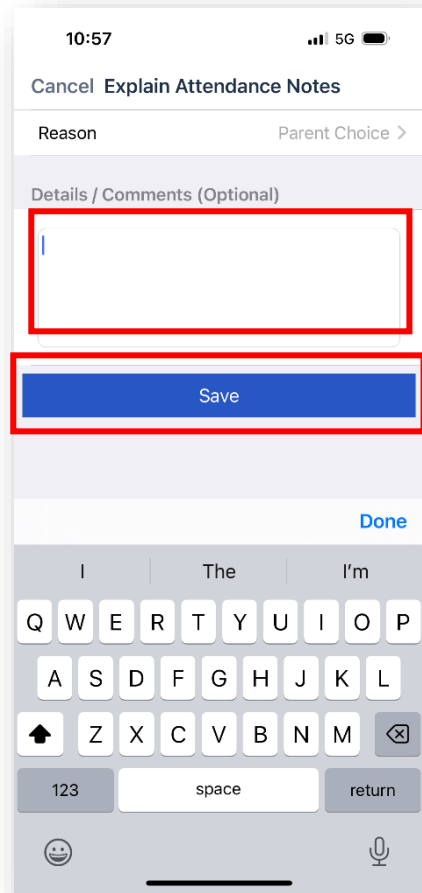 10:57 5G
Cancel Explain Attendance Notes
Reason Parent Choice
Details / Comments (Optional)
Save
Done
I The I'm
Q W E R T Y U I O P
A S D F G H J K L
Z X C V B N M
123 space return